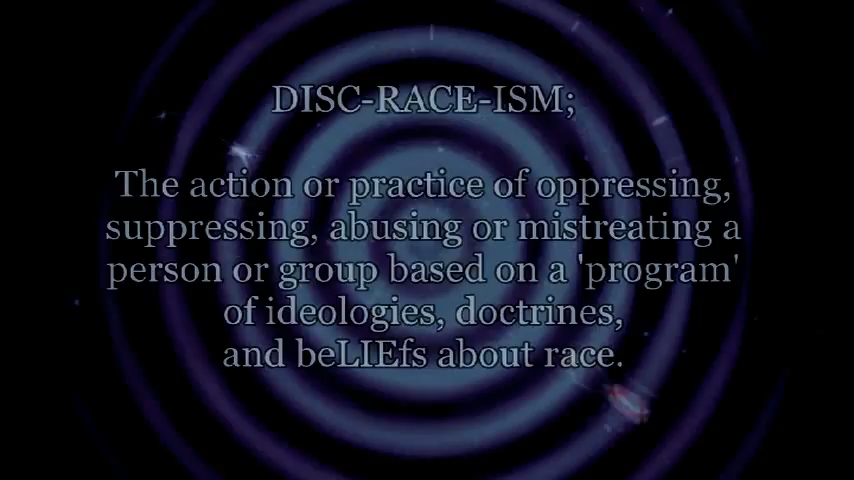 DISC-RACE-ISM;
The action or practice of oppressing,
suppressing, abusing or mistreating a
person or group based on a 'program'
of ideologies, doctrines,
and beLIEfs about race.